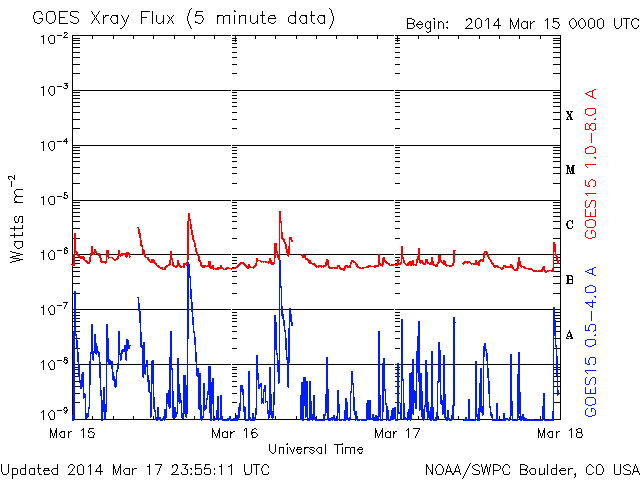 GOES Xray Flux (5 minute data)
Begin: 2014 Mar 15 0000 UTC
10⁻²
10⁻³
10⁻⁴
10⁻⁵
10⁻⁶
10⁻⁷
10⁻⁸
10⁻⁹
Watts m⁻²
X
M
C
B
A
GOES15 1.0-8.0 A
GOES15 0.5-4.0 A
Mar 15 Mar 16 Mar 17 Mar 18
Universal Time
Updated 2014 Mar 17 23:55:11 UTC
NOAA/SWPC Boulder, CO USA